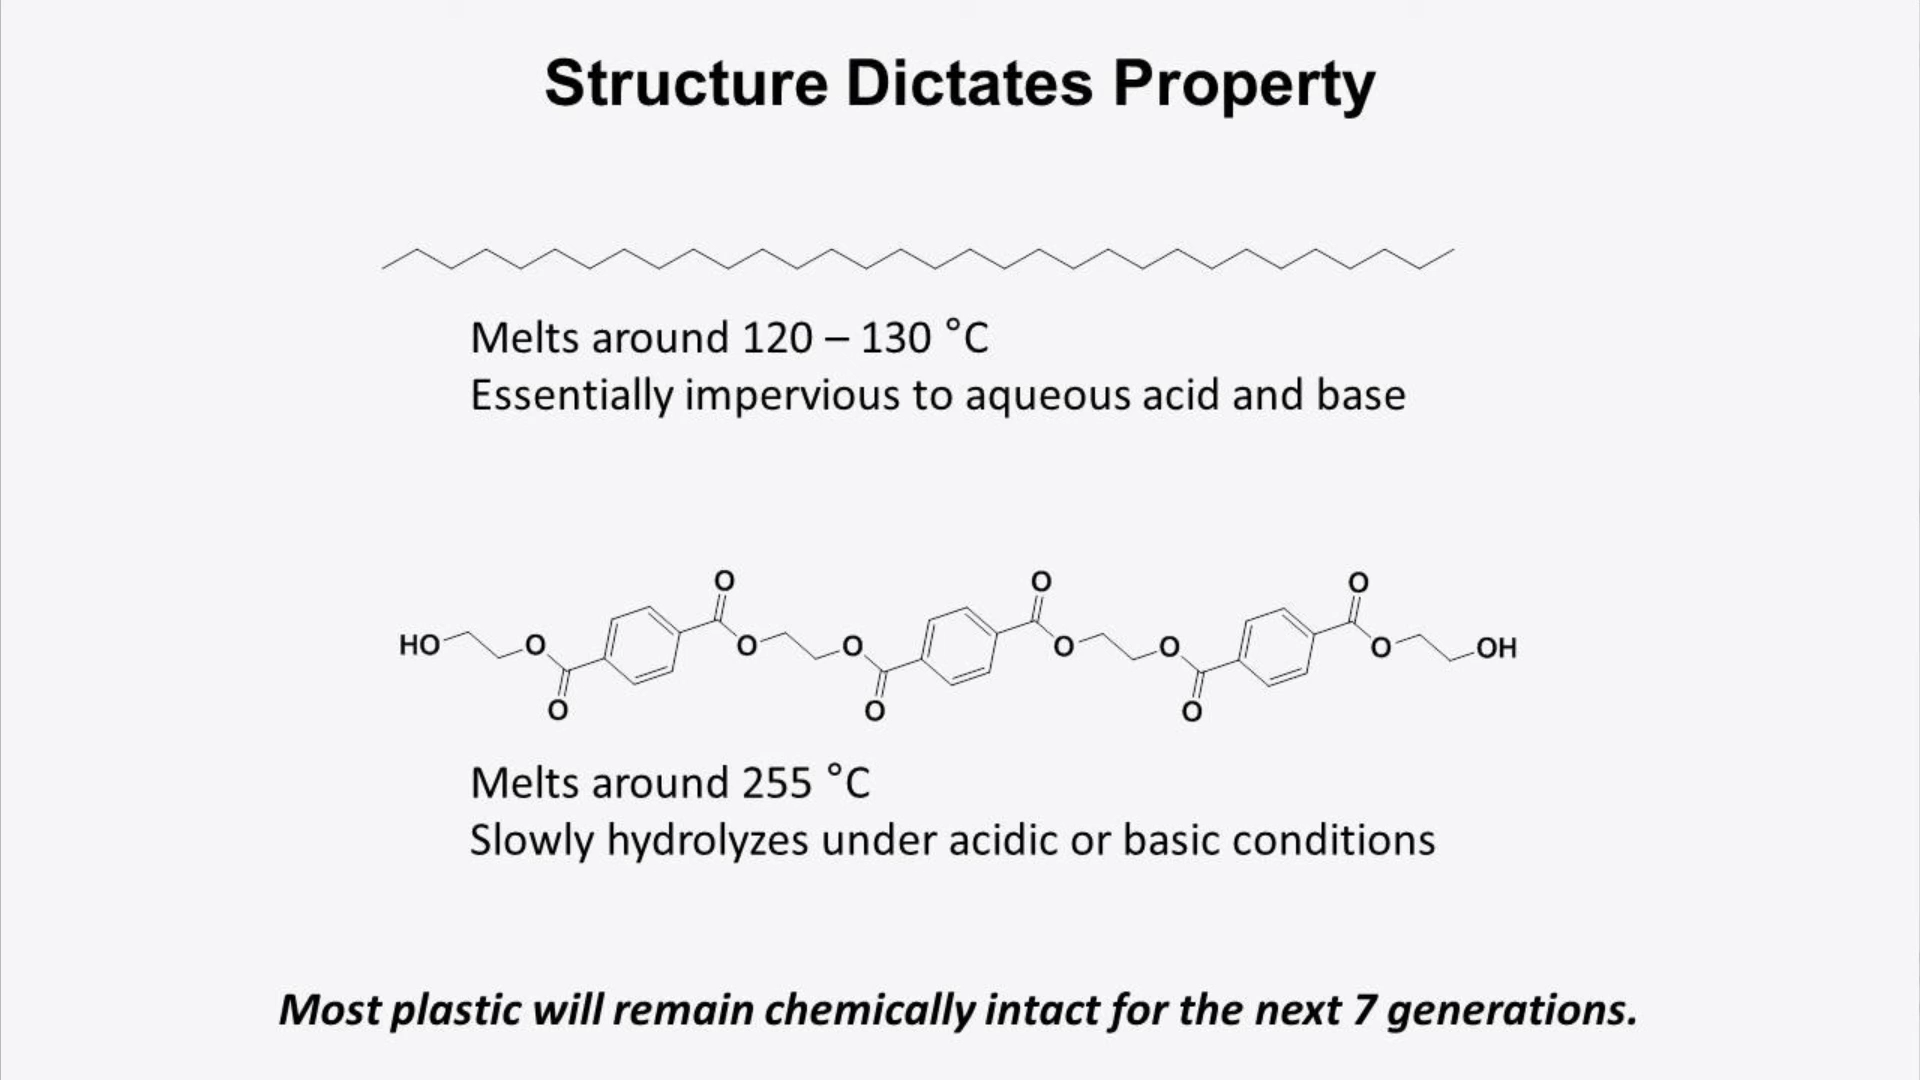 Structure Dictates Property
Melts around 120 – 130 °C
Essentially impervious to aqueous acid and base
O O O
HO O O O O O O OH
O O O
Melts around 255 °C
Slowly hydrolyzes under acidic or basic conditions
Most plastic will remain chemically intact for the next 7 generations.